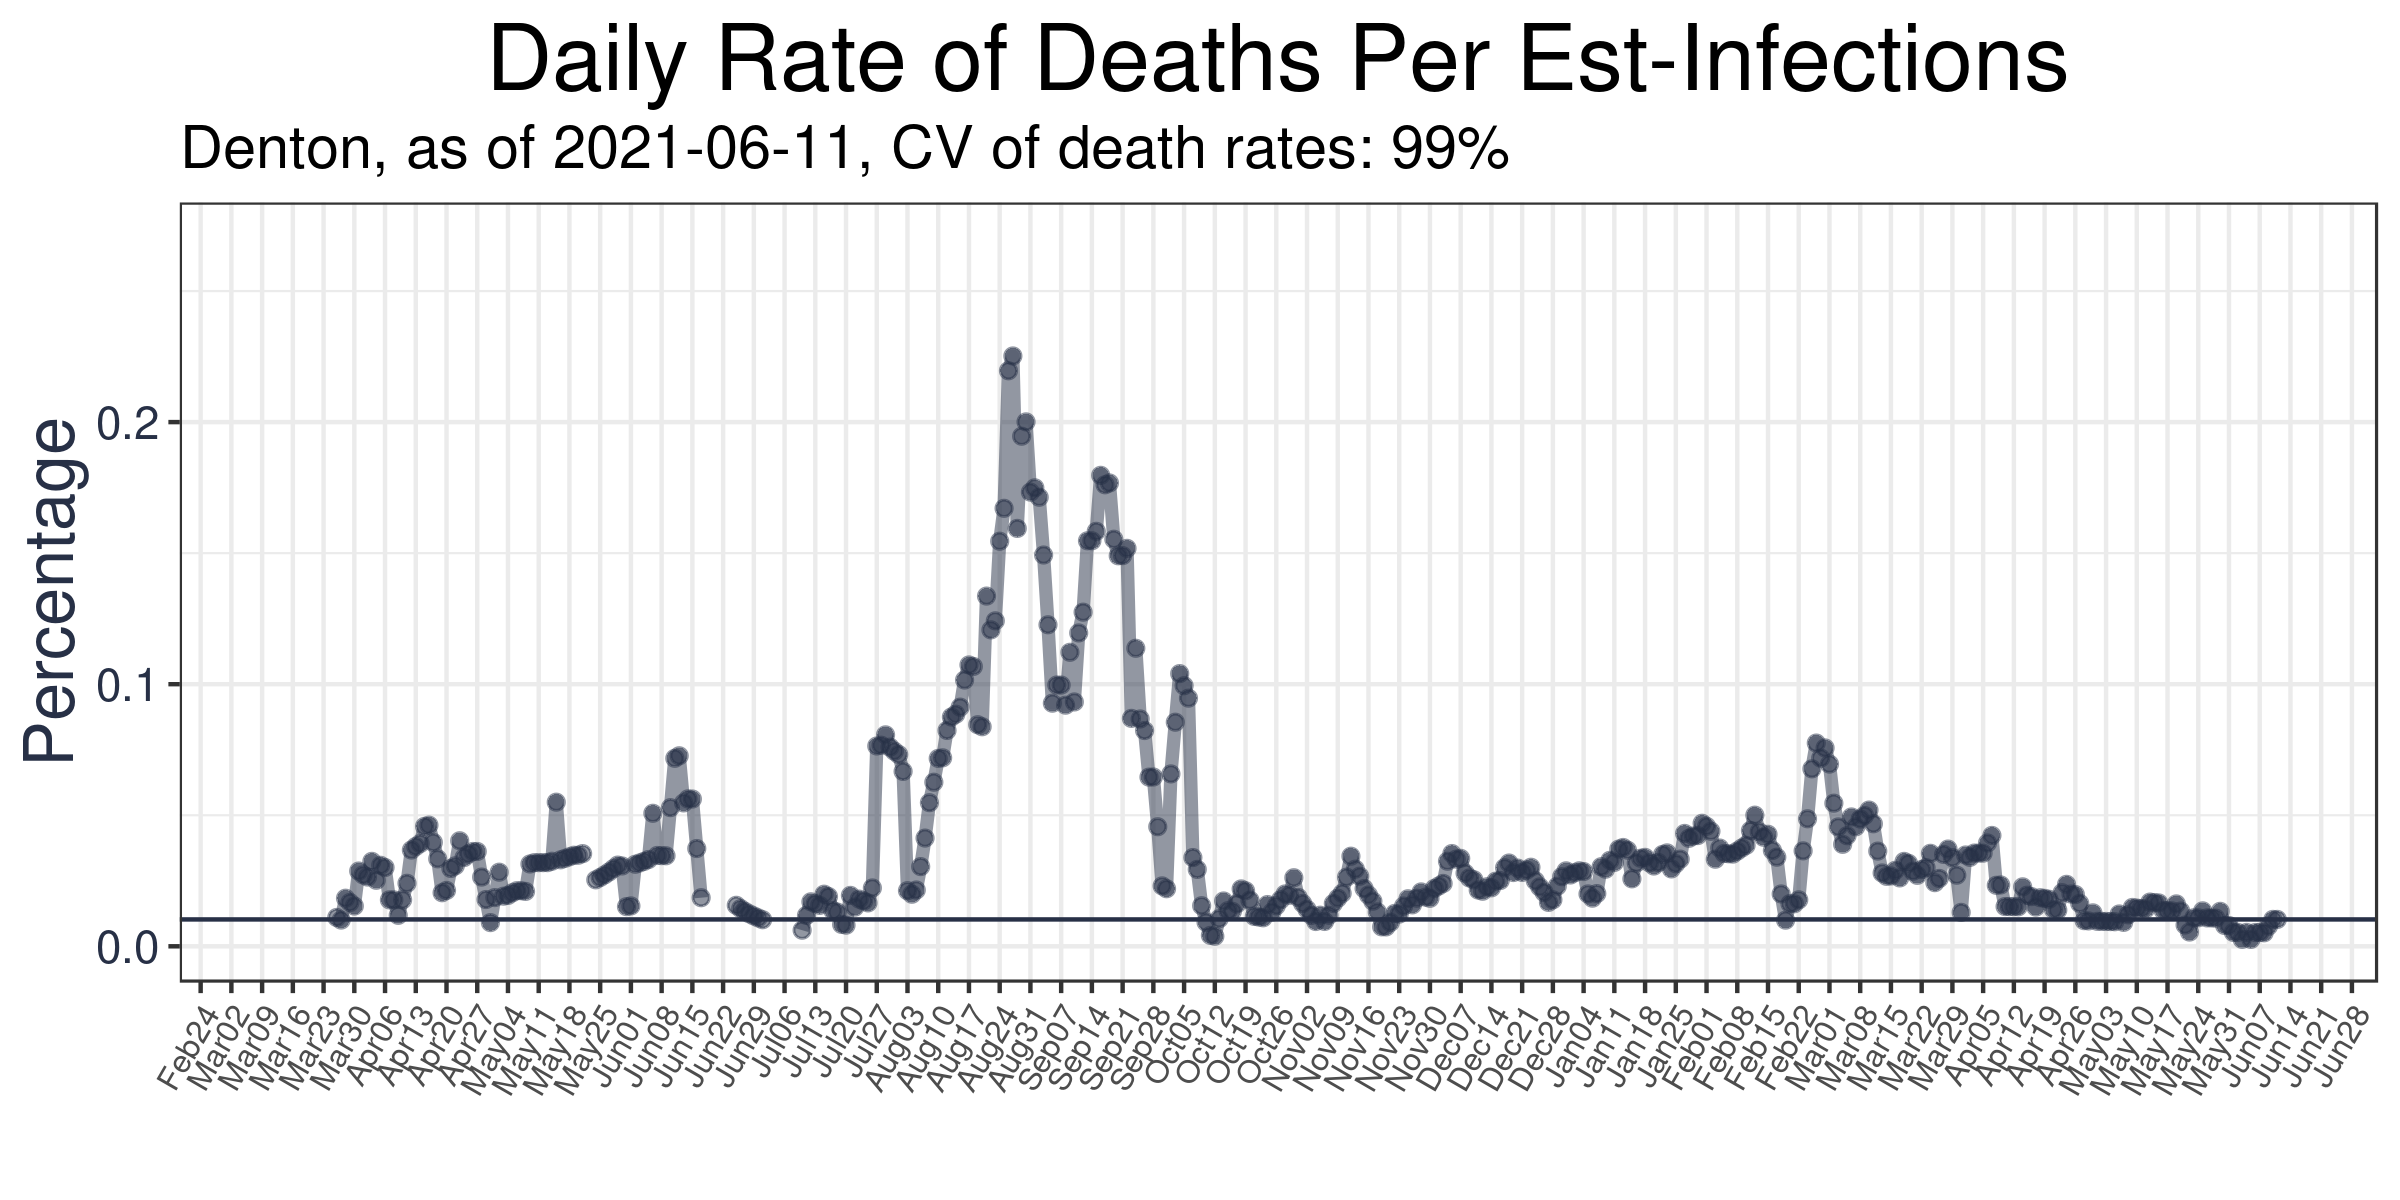 Daily Rate of Deaths Per Est-Infections
Denton, as of 2021-06-11, CV of death rates: 99%
Percentage
0.2
0.1
0.0
Feb24 Mar02 Mar09 Mar16 Mar23 Mar30 Apr06 Apr13 Apr20 Apr27 May04 May11 May18 May25 Jun01 Jun08 Jun15 Jun22 Jun29 Jul06 Jul13 Jul20 Jul27 Aug03 Aug10 Aug17 Aug24 Aug31 Sep07 Sep14 Sep21 Sep28 Oct05 Oct12 Oct19 Oct26 Nov02 Nov09 Nov16 Nov23 Nov30 Dec07 Dec14 Dec21 Dec28 Jan04 Jan11 Jan18 Jan25 Feb01 Feb08 Feb15 Feb22 Mar01 Mar08 Mar15 Mar22 Mar29 Apr05 Apr12 Apr19 Apr26 May03 May10 May17 May24 May31 Jun07 Jun14 Jun21 Jun28